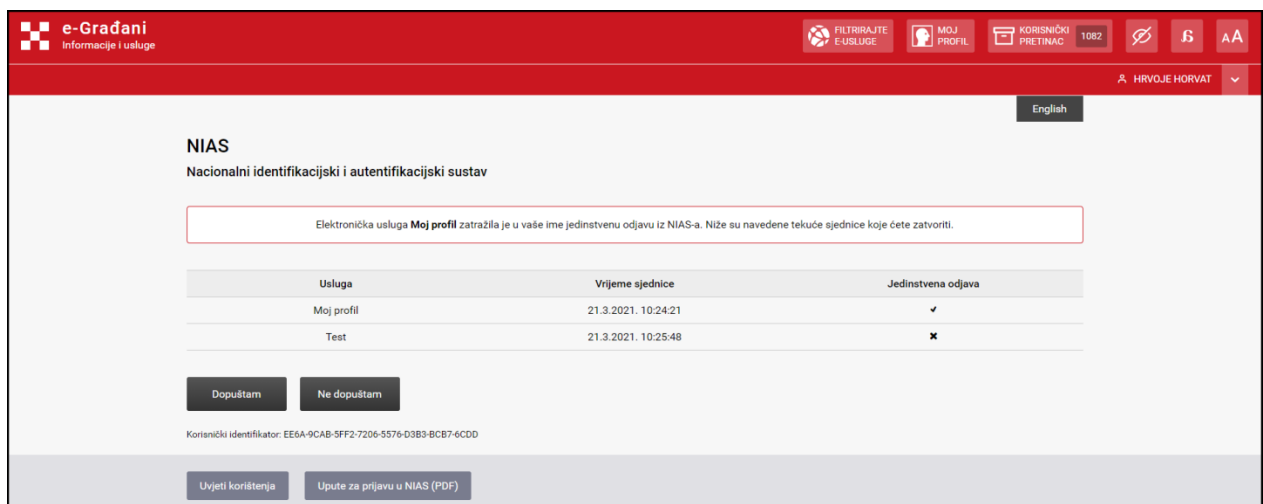 e-Građani
Informacije i usluge
FILTRIRAJTE
E-USLUGE
MOJ
PROFIL
KORISNIČKI
PRETINAC
1082
AA
HRVOJE HORVAT
English
NIAS
Nacionalni identifikacijski i autentifikacijski sustav
Elektronička usluga Moj profil zatražila je u vaše ime jedinstvenu odjavu iz NIAS-a. Niže su navedene tekuće sjednice koje ćete zatvoriti.
Usluga Vrijeme sjednice Jedinstvena odjava
Moj profil 21.3.2021. 10:24:21
Test 21.3.2021. 10:25:48
Dopuštam Ne dopuštam
Korisnički identifikator: EE6A-9CAB-5FF2-7206-5576-D3B3-BCB7-6CDD
Uvjeti korištenja Upute za prijavu u NIAS (PDF)